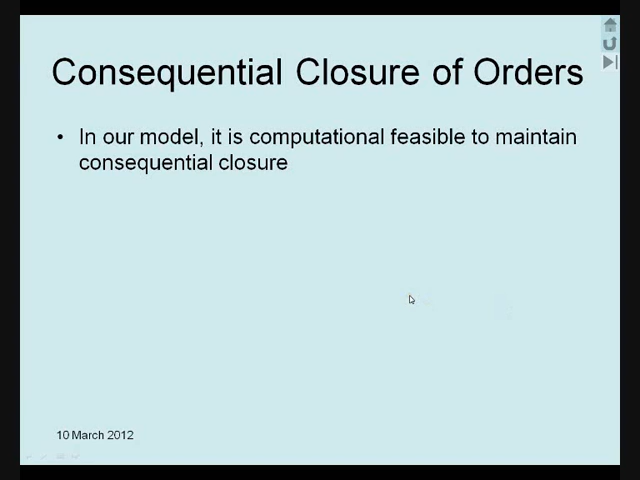 Consequential Closure of Orders
• In our model, it is computational feasible to maintain
consequential closure
10 March 2012